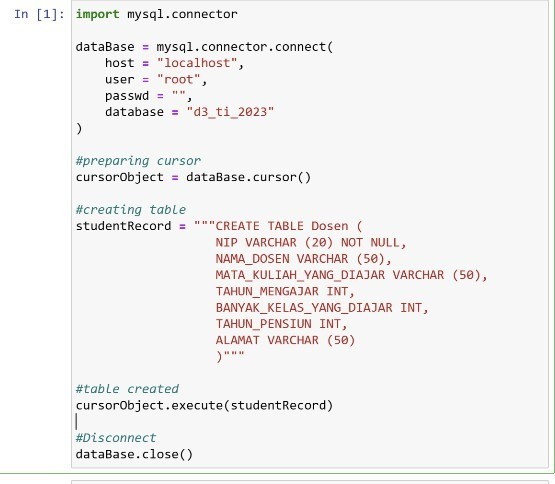 In [1]: import mysql.connector
dataBase = mysql.connector.connect(
host = "localhost",
user = "root",
passwd = "",
database = "d3_ti_2023"
)
#preparing cursor
cursorObject = dataBase.cursor()
#creating table
studentRecord = """CREATE TABLE Dosen (
NIP VARCHAR (20) NOT NULL,
NAMA_DOSEN VARCHAR (50),
MATA_KULIAH_YANG_DIAJAR VARCHAR (50),
TAHUN_MENGAJAR INT,
BANYAK_KELAS_YANG_DIAJAR INT,
TAHUN_PENSIUN INT,
ALAMAT VARCHAR (50)
)"""
#table created
cursorObject.execute(studentRecord)
#Disconnect
dataBase.close()